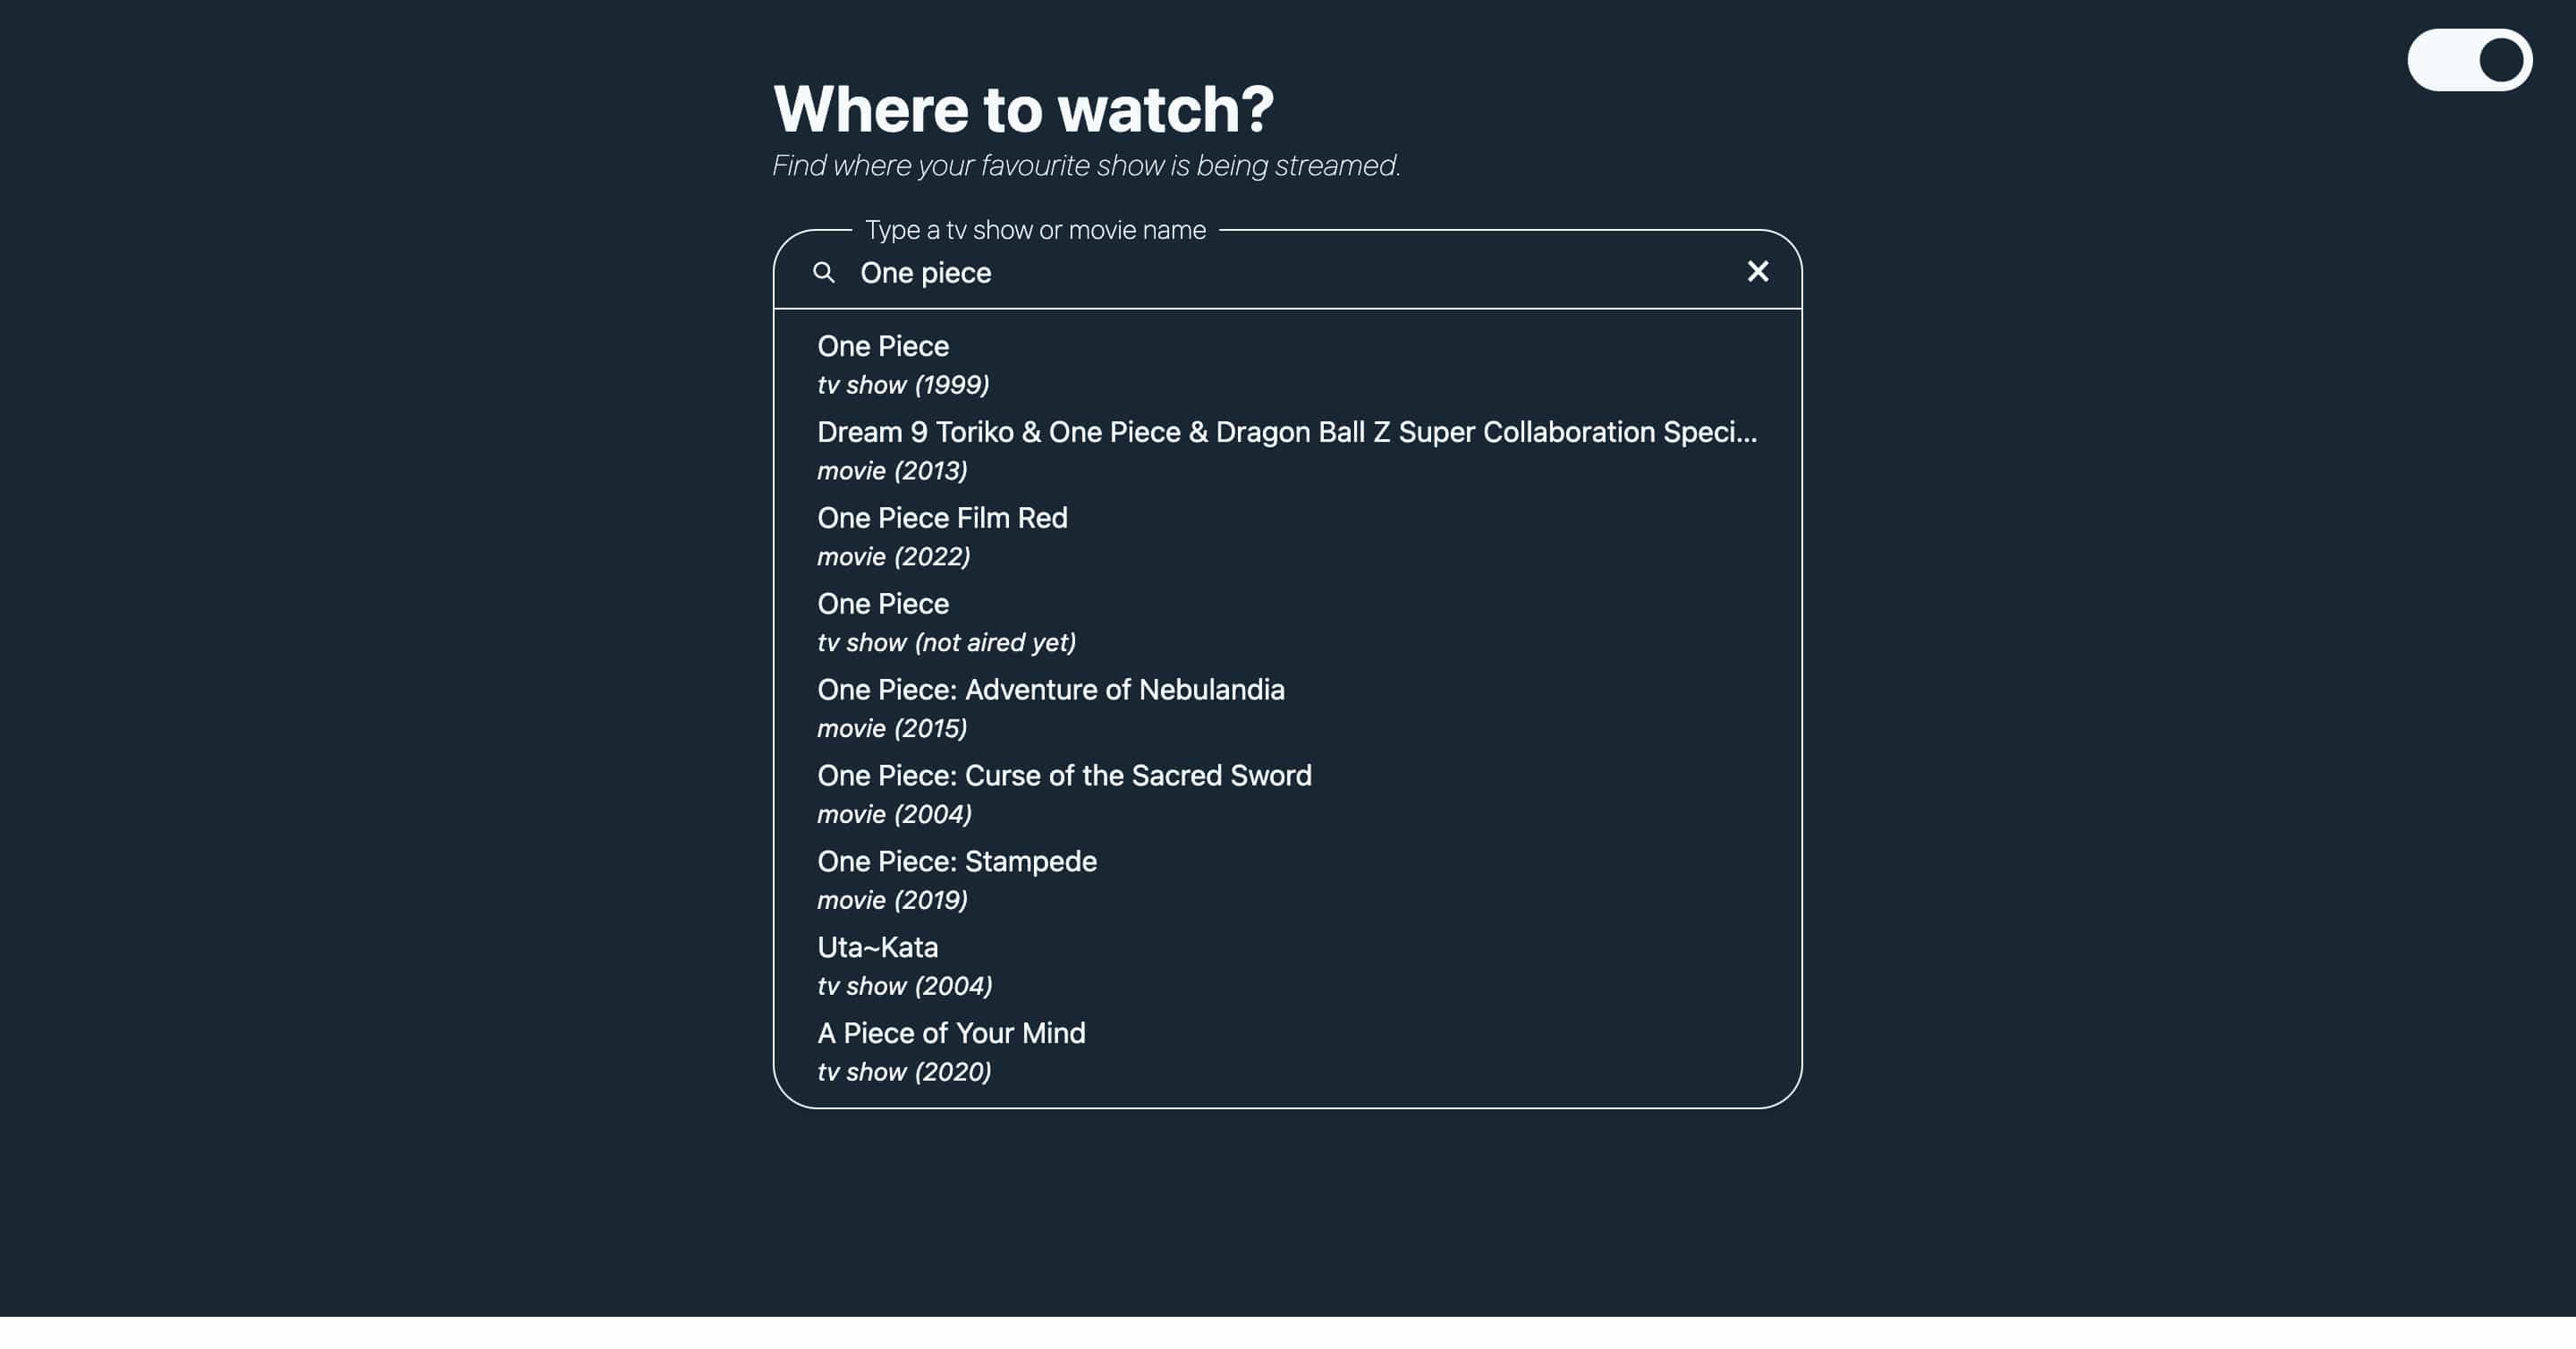 Where to watch?
Find where your favourite show is being streamed.
Type a tv show or movie name
One piece
One Piece
tv show (1999)
Dream 9 Toriko & One Piece & Dragon Ball Z Super Collaboration Speci...
movie (2013)
One Piece Film Red
movie (2022)
One Piece
tv show (not aired yet)
One Piece: Adventure of Nebulandia
movie (2015)
One Piece: Curse of the Sacred Sword
movie (2004)
One Piece: Stampede
movie (2019)
Uta~Kata
tv show (2004)
A Piece of Your Mind
tv show (2020)